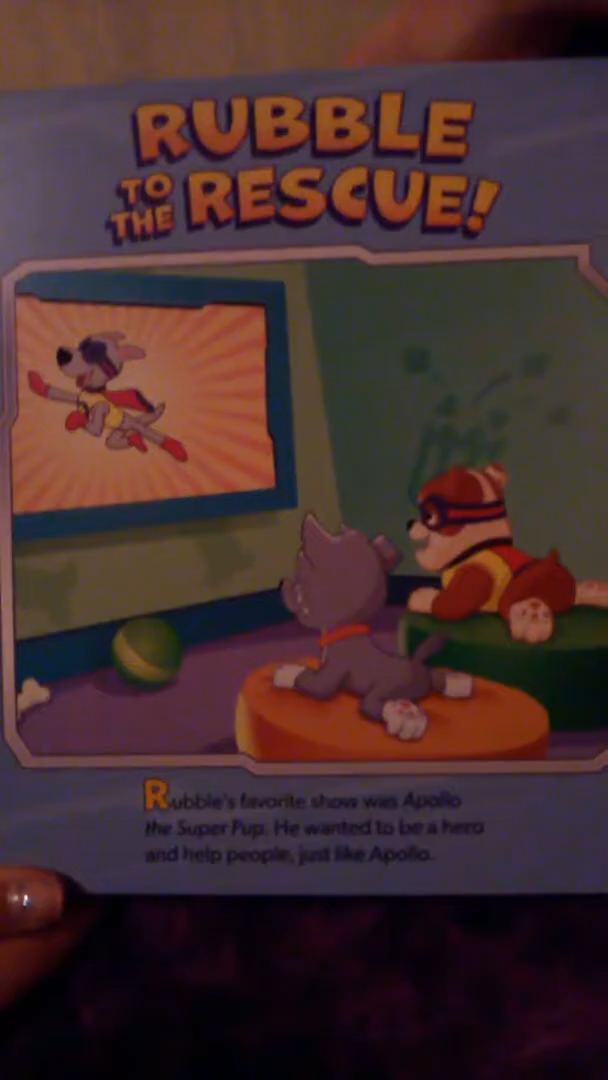 RUBBLE
TO THE RESCUE!
Rubble's favorite show was Apollo
the Super Pup. He wanted to be a hero
and help people, just like Apollo.